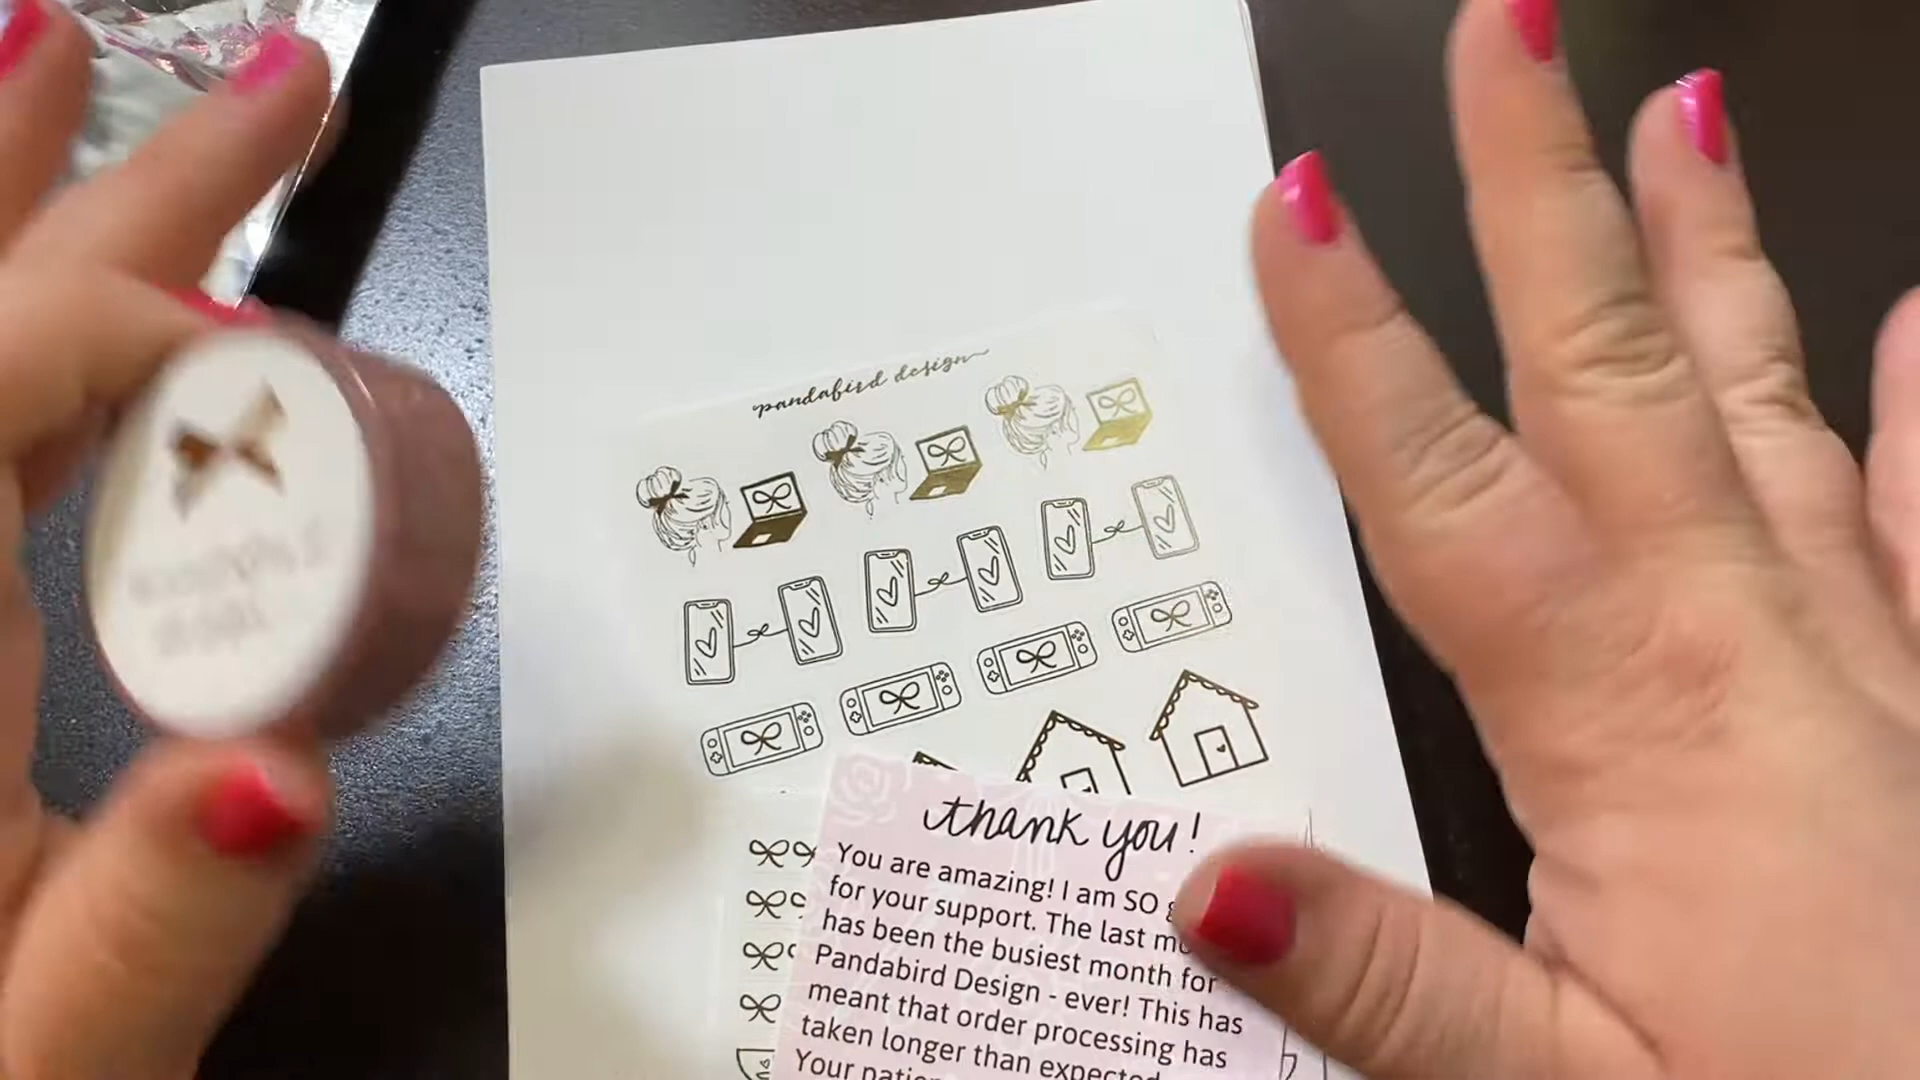 pandabird design
thank you!
You are amazing! I am SO
for your support. The last
has been the busiest month for
Pandabird Design - ever! This has
meant that order processing has
taken longer than expected
Your